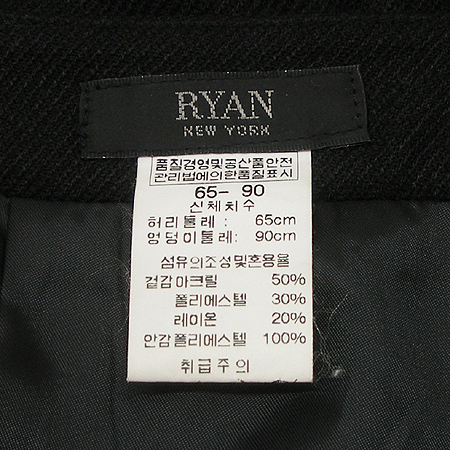 RYAN
NEW YORK
품질경영및공산품안전
관리법에의한품질표시
65- 90
신체치수
허리둘레 : 65cm
엉덩이둘레: 90cm
섬유의조성및혼용율
겉감아크릴 50%
폴리에스텔 30%
레이온 20%
안감폴리에스텔 100%
취급주의